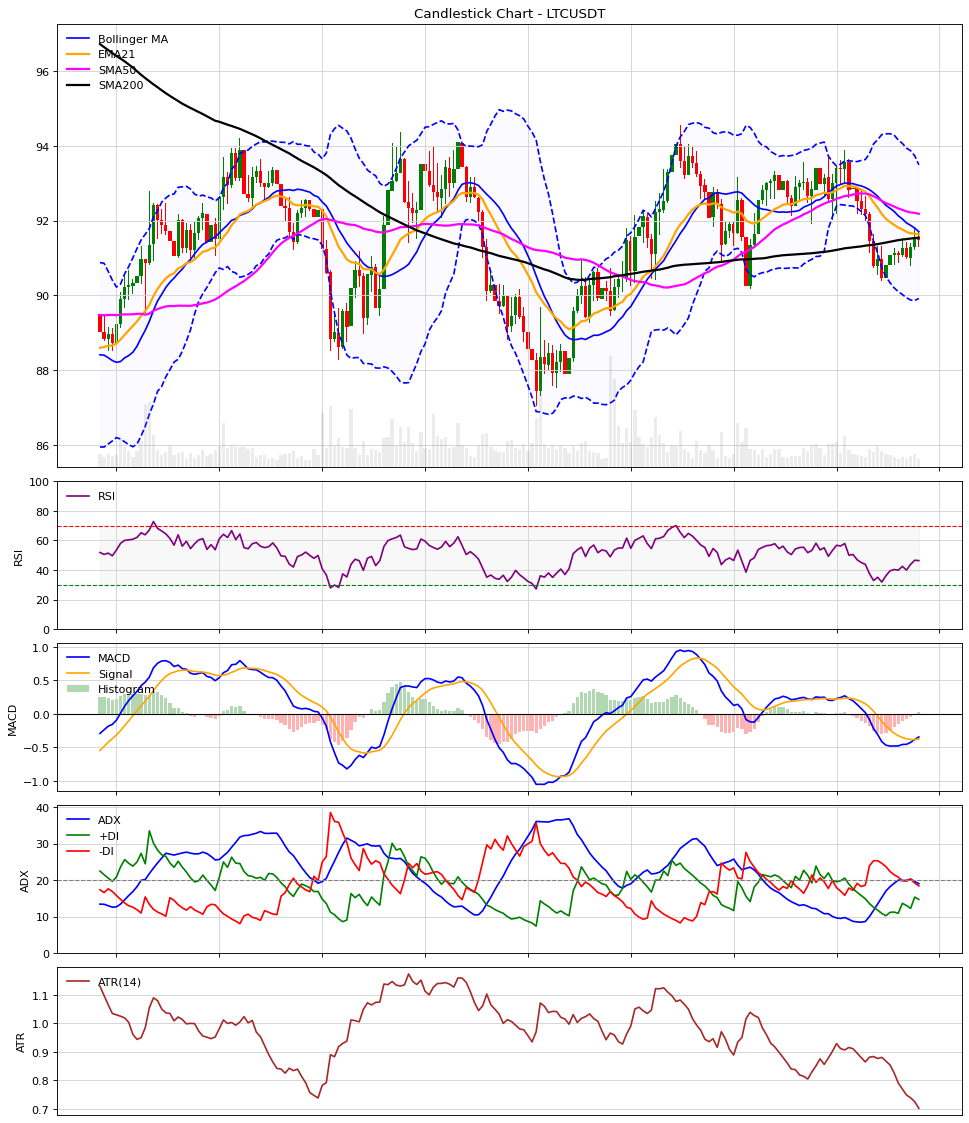 Candlestick Chart - LTCUSDT
Bollinger MA
EMA21
SMA50
SMA200
96
94
92
90
88
86
100
80
60
40
20
0
RSI
RSI
1.0
0.5
0.0
−0.5
−1.0
MACD
MACD
Signal
Histogram
40
30
20
10
0
ADX
ADX
+DI
-DI
1.1
1.0
0.9
0.8
0.7
ATR
ATR(14)